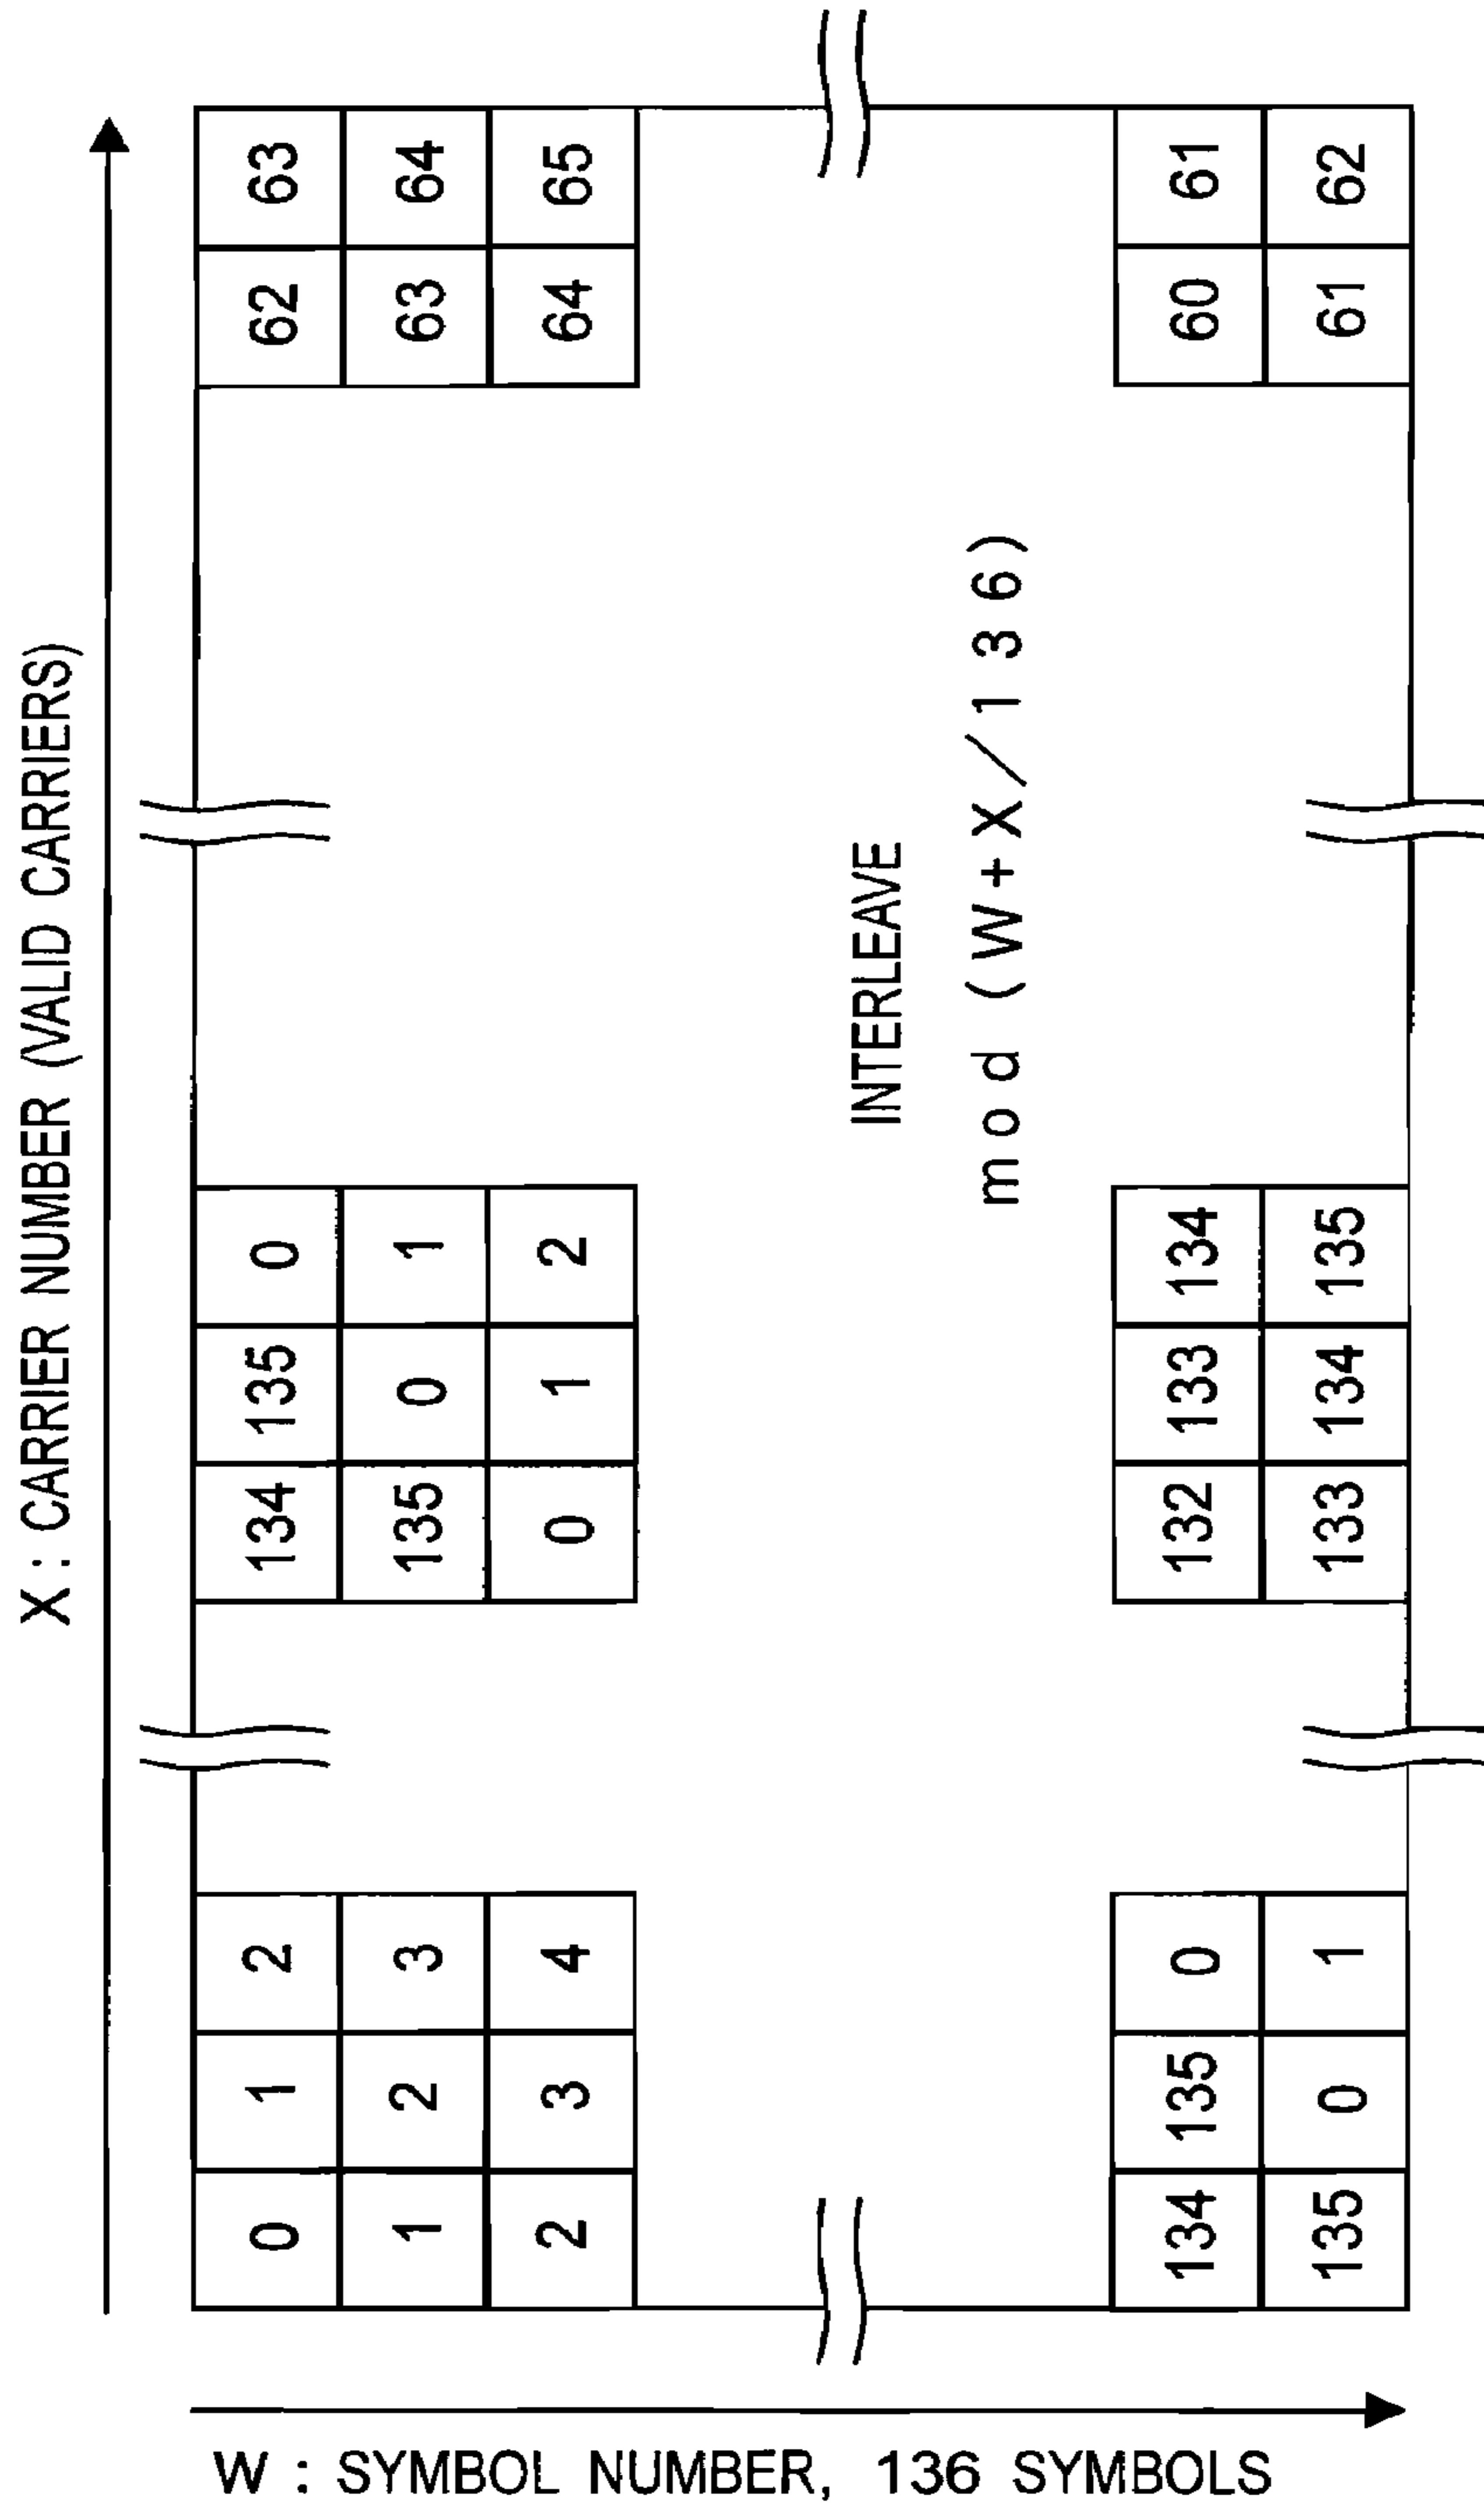 X : CARRIER NUMBER (VALID CARRIERS)
0 1 2 134 135 0 62 63
1 2 3 135 0 1 63 64
2 3 4 0 1 2 64 65
INTERLEAVE
mod (W+X/136)
134 135 0 132 133 134 60 61
135 0 1 133 134 135 61 62
W : SYMBOL NUMBER, 136 SYMBOLS